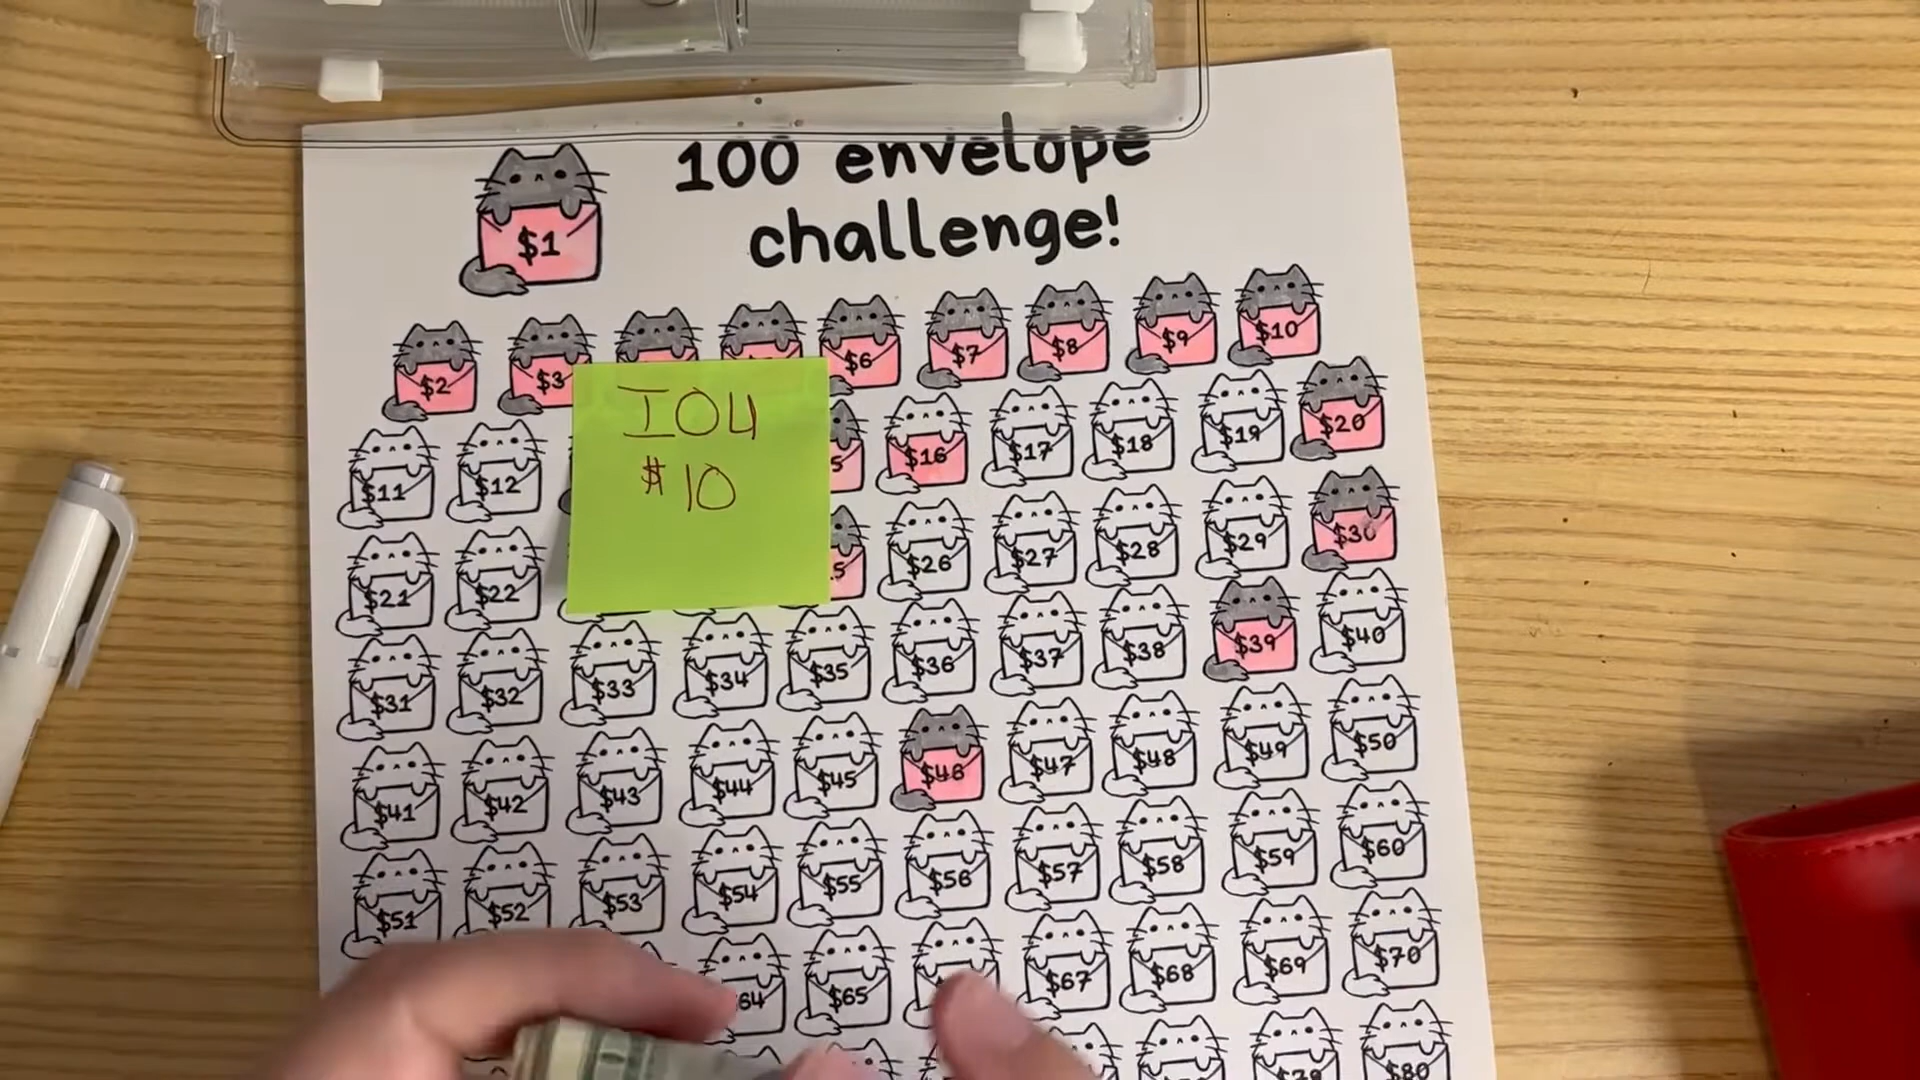 100 envelope
challenge!
$1
$2 $3 $6 $7 $8 $9 $10
IOU
$10
$11 $12 $16 $17 $18 $19 $20
$21 $22 $26 $27 $28 $29 $30
$31 $32 $33 $34 $35 $36 $37 $38 $39 $40
$41 $42 $43 $44 $45 $46 $47 $48 $49 $50
$51 $52 $53 $54 $55 $56 $57 $58 $59 $60
64 $65 $67 $68 $69 $70
$79 $80